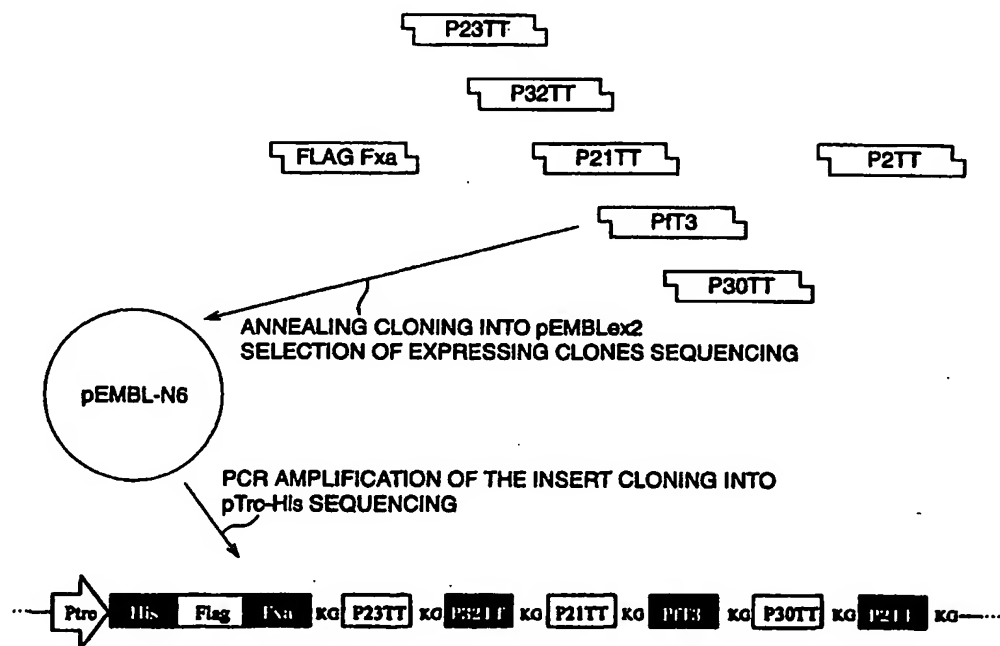 P23TT
P32TT
FLAG Fxa P21TT P2TT
PfT3
P30TT
ANNEALING CLONING INTO pEMBLex2
SELECTION OF EXPRESSING CLONES SEQUENCING
pEMBL-N6
PCR AMPLIFICATION OF THE INSERT CLONING INTO
pTrc-His SEQUENCING
Ptrc His Flag Fxa KG P23TT KG P32TT KG P21TT KG PfT3 KG P30TT KG P2TT KG